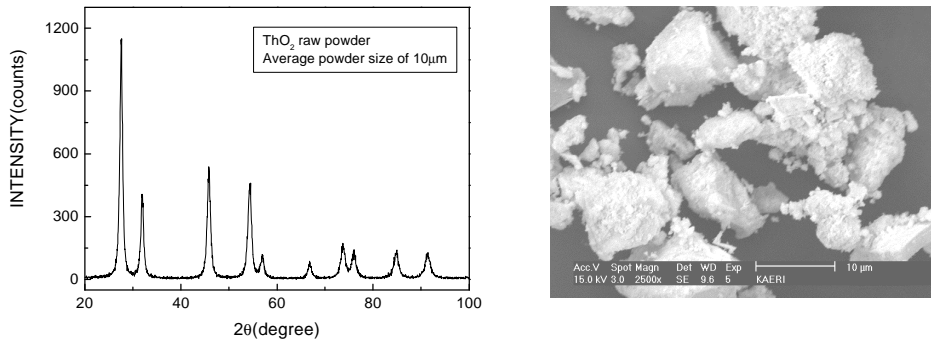 1200
900
600
300
0
INTENSITY(counts)
ThO2 raw powder
Average powder size of 10μm
20 40 60 80 100
2θ(degree)
Acc.V Spot Magn Det WD Exp 10 μm
15.0 kV 3.0 2500x SE 9.6 5 KAERI